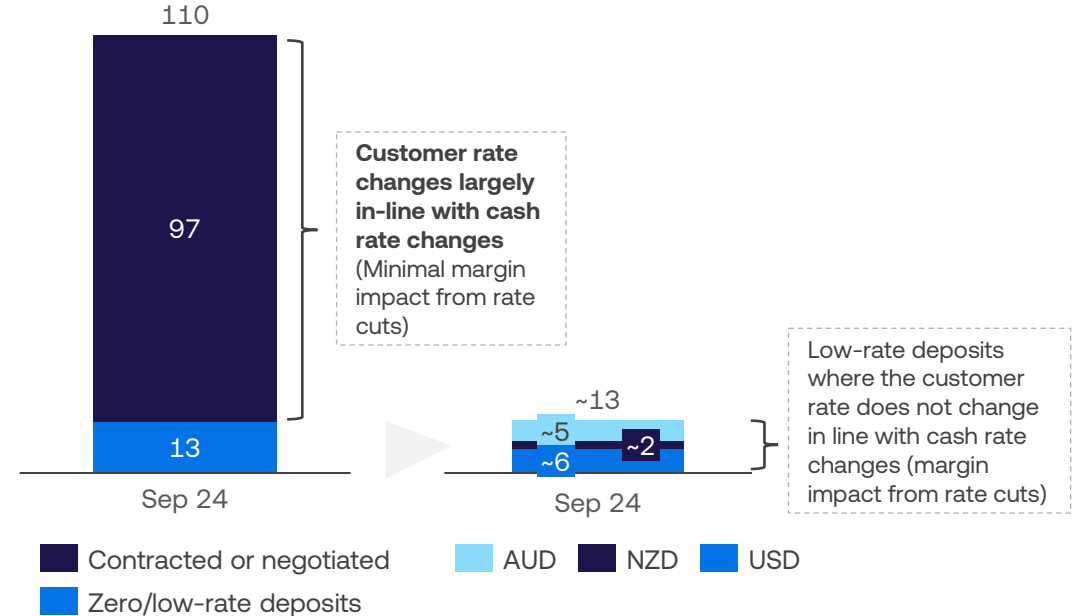 110
97
13
Sep 24
Customer rate
changes largely
in-line with cash
rate changes
(Minimal margin
impact from rate
cuts)
~13
~5
~2
~6
Sep 24
Low-rate deposits
where the customer
rate does not change
in line with cash rate
changes (margin
impact from rate cuts)
Contracted or negotiated
Zero/low-rate deposits
AUD
NZD
USD